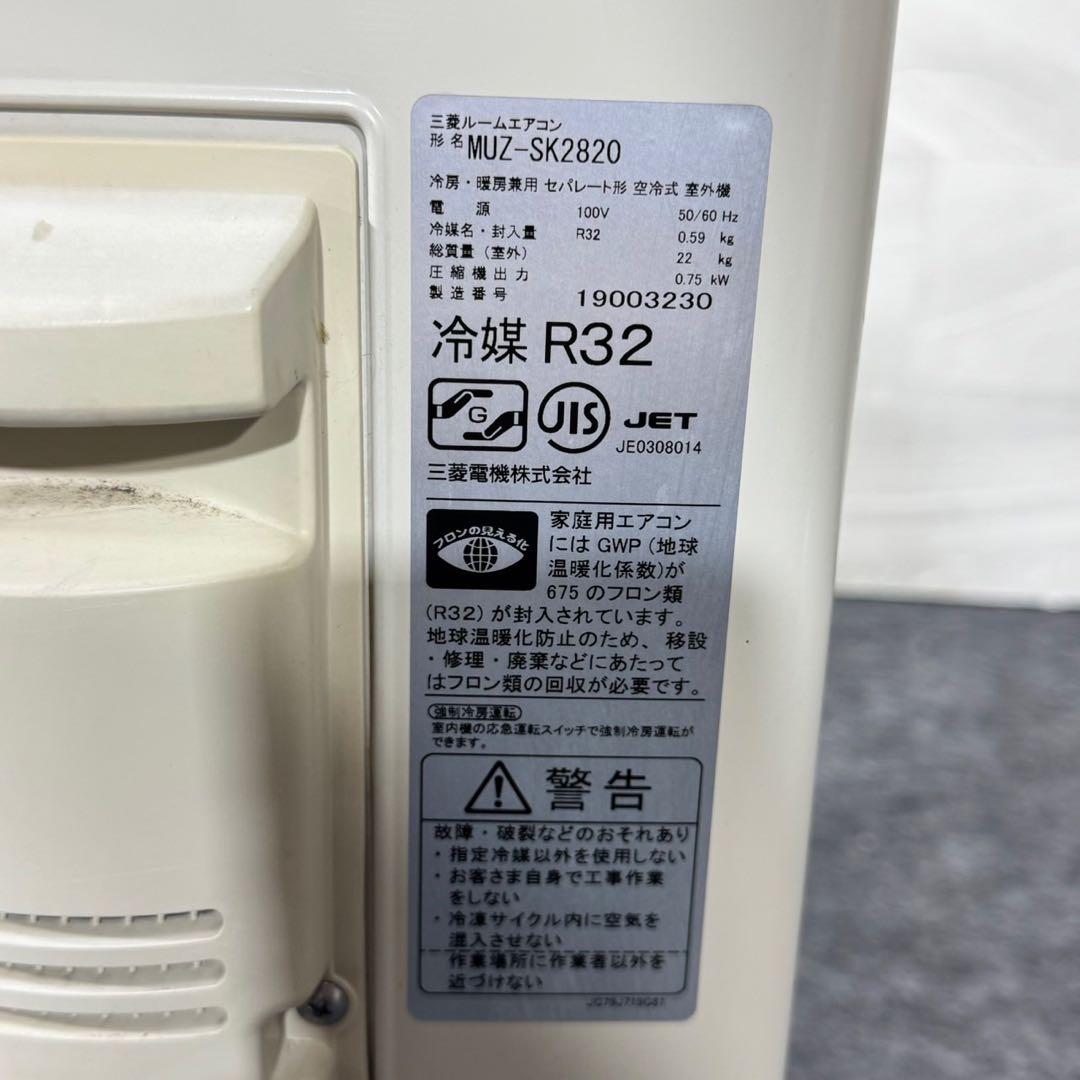 三菱ルームエアコン
形名 MUZ-SK2820
冷房・暖房兼用 セパレート形 空冷式 室外機
電源 100V 50/60 Hz
冷媒名・封入量 R32 0.59 kg
総質量（室外） 22 kg
圧縮機出力 0.75 kW
製造番号 19003230
冷媒 R32
G JIS JET
JE0308014
三菱電機株式会社
フロンの見える化
家庭用エアコン
には GWP（地球
温暖化係数)が
675 のフロン類
(R32) が封入されています。
地球温暖化防止のため、移設
・修理・廃棄などにあたって
はフロン類の回収が必要です。
強制冷房運転
室内機の応急運転スイッチで強制冷房運転が
できます。
警告
故障・破裂などのおそれあり
・指定冷媒以外を使用しない
・お客さま自身で工事作業
をしない
・冷凍サイクル内に空気を
混入させない
作業場所に作業者以外を
近づけない